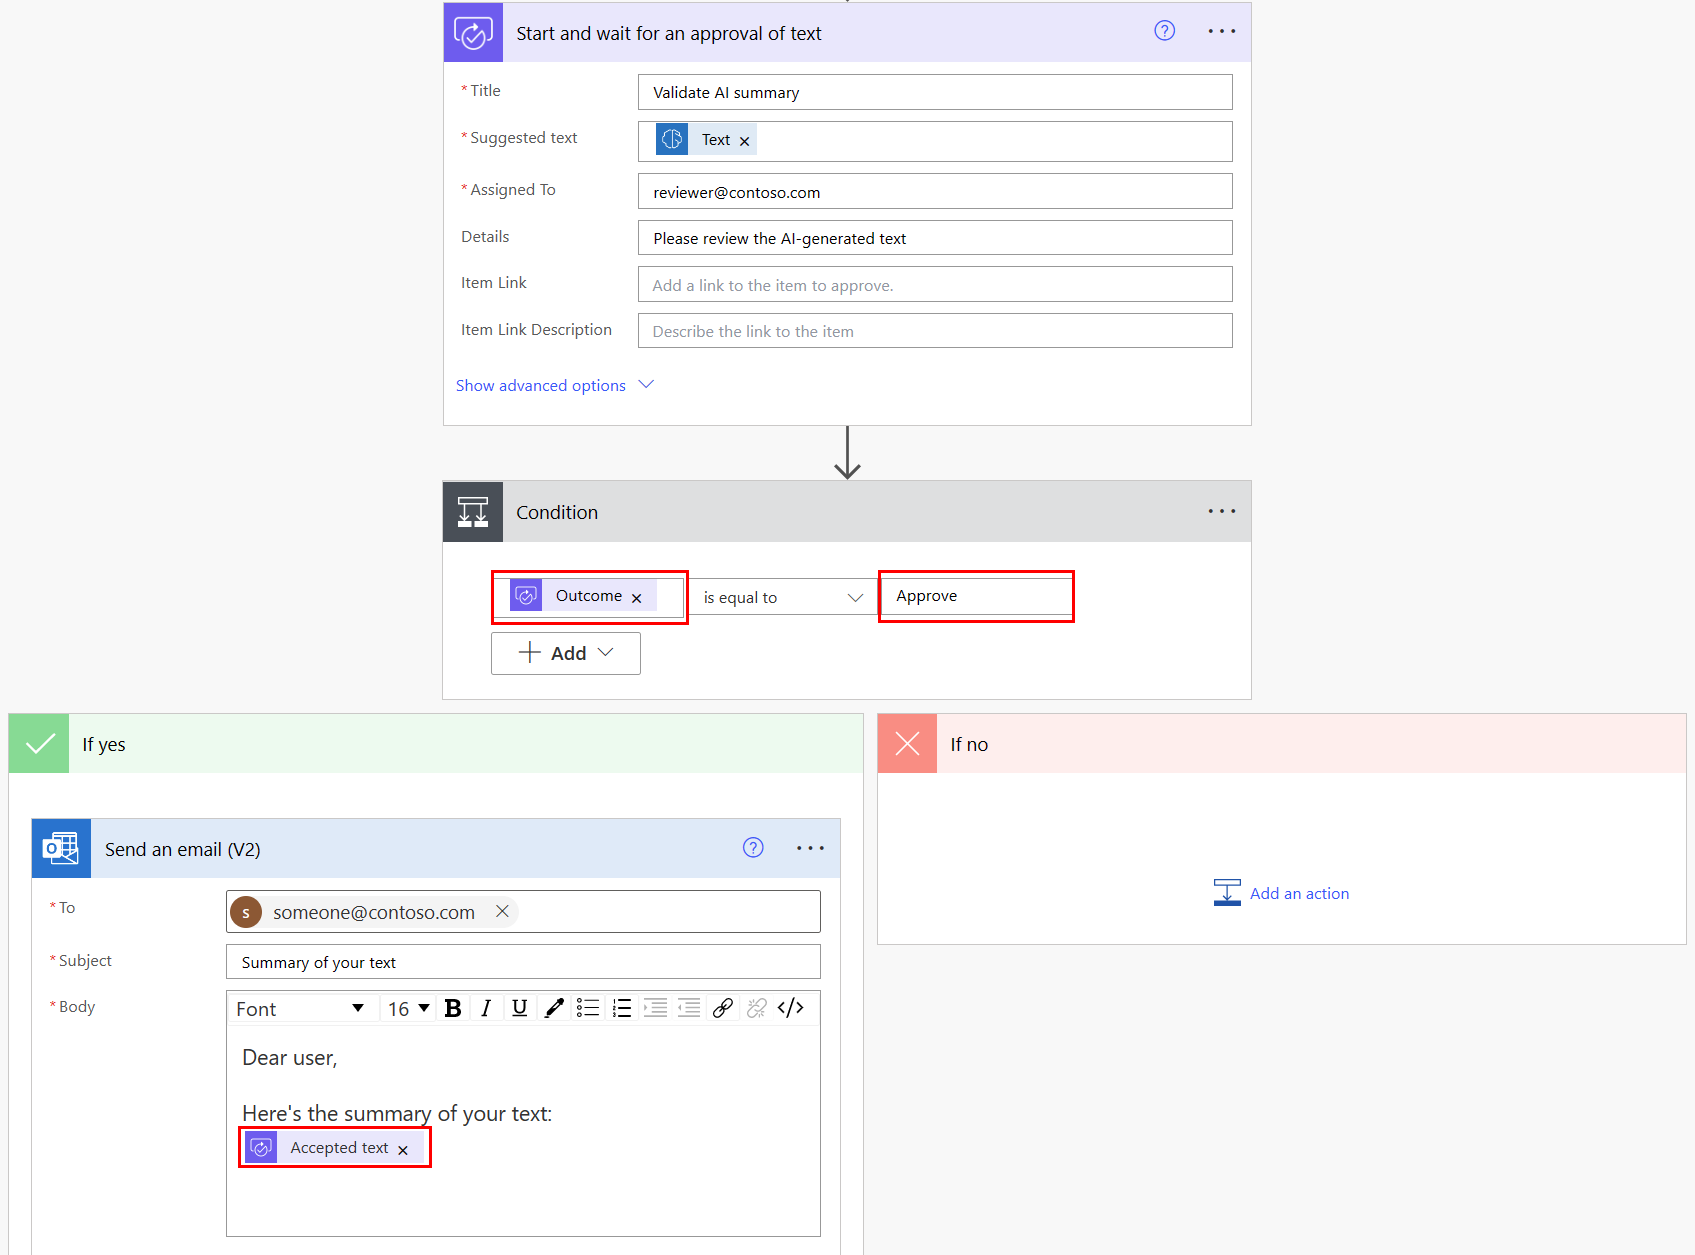 Start and wait for an approval of text
* Title
Validate AI summary
* Suggested text
Text
* Assigned To
reviewer@contoso.com
Details
Please review the AI-generated text
Item Link
Add a link to the item to approve.
Item Link Description
Describe the link to the item
Show advanced options
Condition
Outcome
is equal to
Approve
Add
If yes
If no
Send an email (V2)
Add an action
* To
s
someone@contoso.com
* Subject
Summary of your text
* Body
Font
16
B I U
Dear user,
Here's the summary of your text:
Accepted text